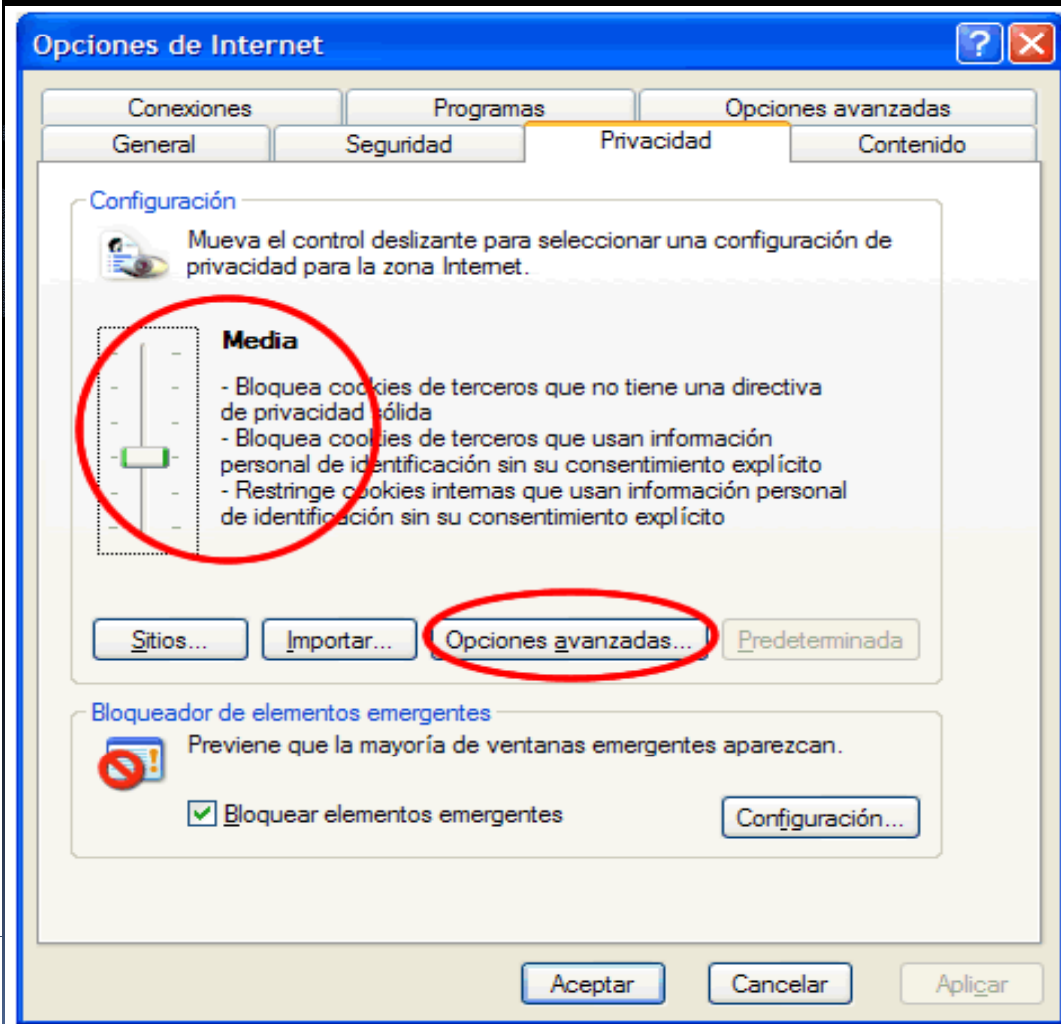 Opciones de Internet
Conexiones
Programas
Opciones avanzadas
General
Seguridad
Privacidad
Contenido
Configuración
Mueva el control deslizante para seleccionar una configuración de
privacidad para la zona Internet.
Media
- Bloquea cookies de terceros que no tiene una directiva
de privacidad sólida
- Bloquea cookies de terceros que usan información
personal de identificación sin su consentimiento explícito
- Restringe cookies internas que usan información personal
de identificación sin su consentimiento explícito
Sitios...
Importar...
Opciones avanzadas...
Predeterminada
Bloqueador de elementos emergentes
Previene que la mayoría de ventanas emergentes aparezcan.
Bloquear elementos emergentes
Configuración...
Aceptar
Cancelar
Aplicar